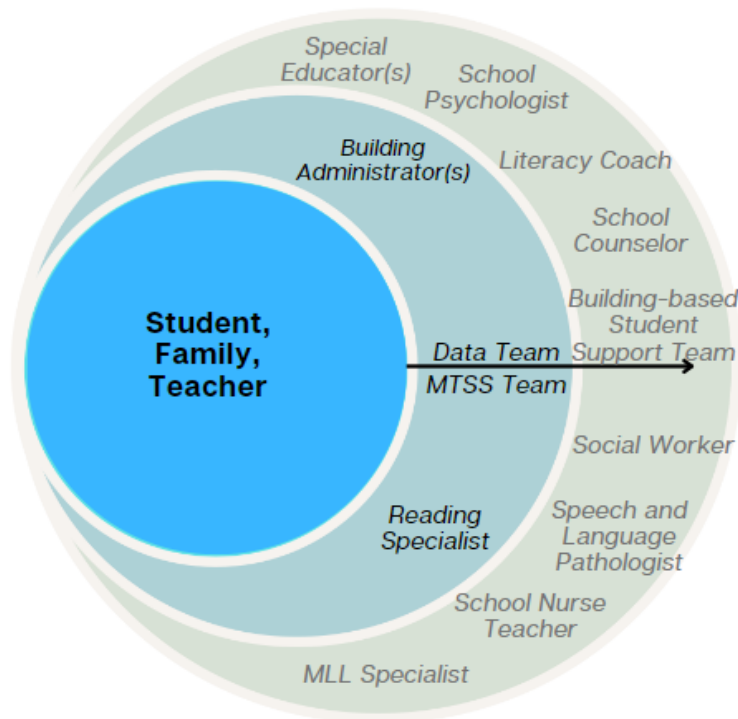 Special
Educator(s)
School
Psychologist
Building
Administrator(s)
Literacy Coach
School
Counselor
Student,
Family,
Teacher
Building-based
Student
Support Team
Data Team
MTSS Team
Social Worker
Reading
Specialist
Speech and
Language
Pathologist
School Nurse
Teacher
MLL Specialist